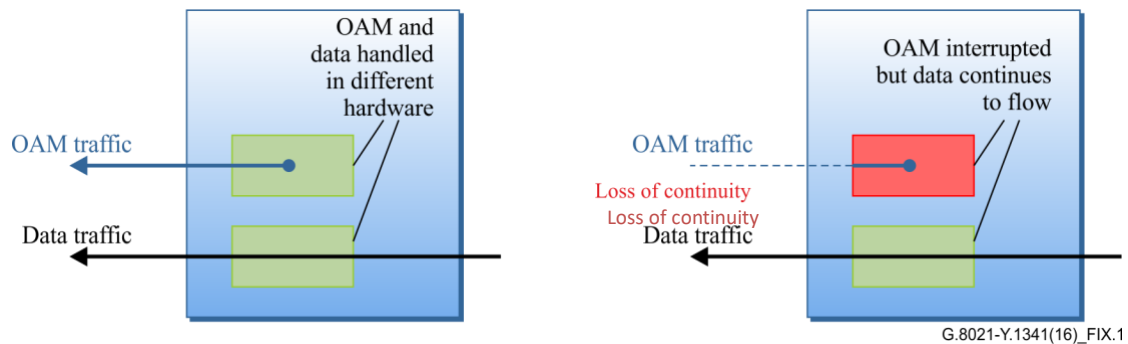 OAM and
data handled
in different
hardware
OAM traffic
Data traffic
OAM interrupted
but data continues
to flow
OAM traffic
Loss of continuity
Loss of continuity
Data traffic
G.8021-Y.1341(16)_FIX.1